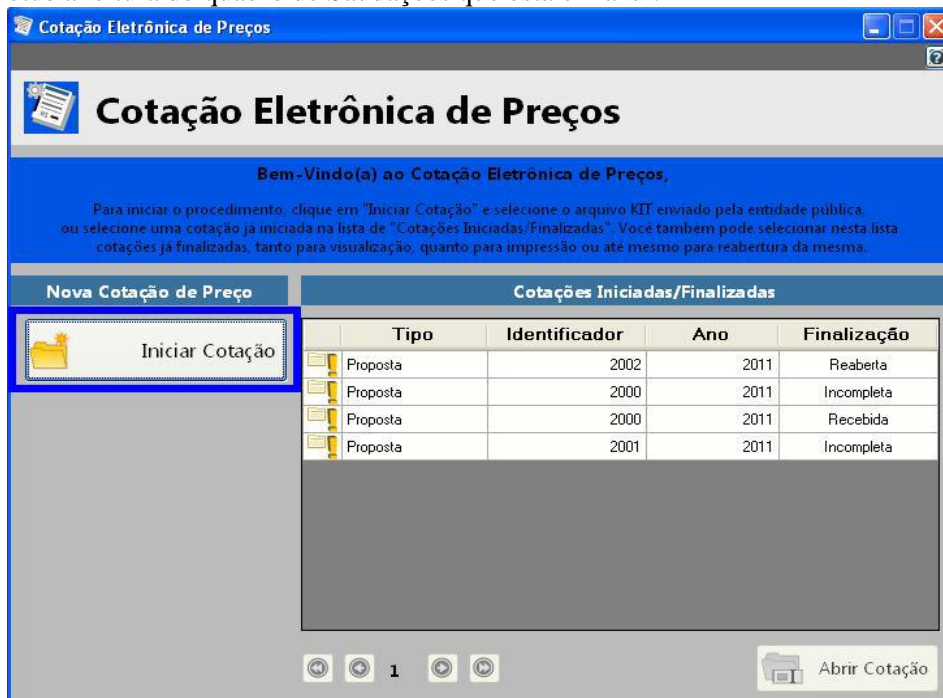 Cotação Eletrônica de Preços
Cotação Eletrônica de Preços
Bem-Vindo(a) ao Cotação Eletrônica de Preços,
Para iniciar o procedimento, clique em "Iniciar Cotação" e selecione o arquivo KIT enviado pela entidade pública,
ou selecione uma cotação já iniciada na lista de "Cotações Iniciadas/Finalizadas". Você também pode selecionar nesta lista
cotações já finalizadas, tanto para visualização, quanto para impressão ou até mesmo para reabertura da mesma.
Nova Cotação de Preço
Cotações Iniciadas/Finalizadas
Iniciar Cotação
Tipo Identificador Ano Finalização
Proposta 2002 2011 Reaberta
Proposta 2000 2011 Incompleta
Proposta 2000 2011 Recebida
Proposta 2001 2011 Incompleta
1
Abrir Cotação